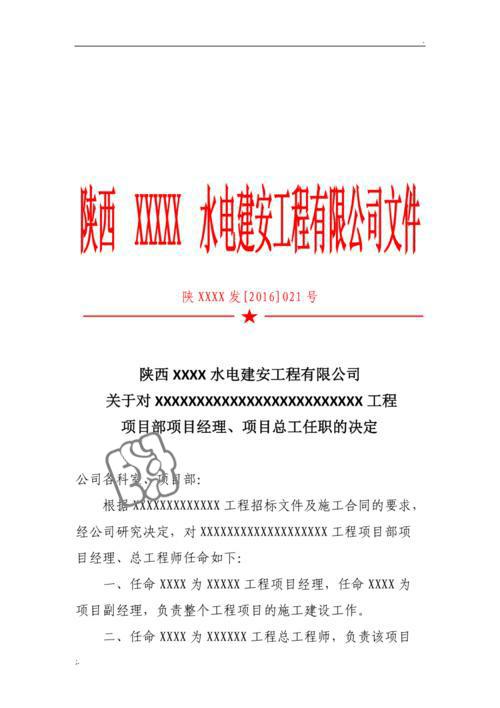 陕西 XXXXX 水电建安工程有限公司文件
陕 XXXX 发[2016]021 号
陕西 XXXX 水电建安工程有限公司
关于对 XXXXXXXXXXXXXXXXXXXXXXXXX 工程
项目部项目经理、项目总工任职的决定
公司各科室、项目部：
根据 XXXXXXXXXXXXX 工程招标文件及施工合同的要求，
经公司研究决定，对 XXXXXXXXXXXXXXXXXXX 工程项目部项
目经理、总工程师任命如下：
一、任命 XXXX 为 XXXXX 工程项目经理，任命 XXXX 为
项目副经理，负责整个工程项目的施工建设工作。
二、任命 XXXX 为 XXXXXX 工程总工程师，负责该项目